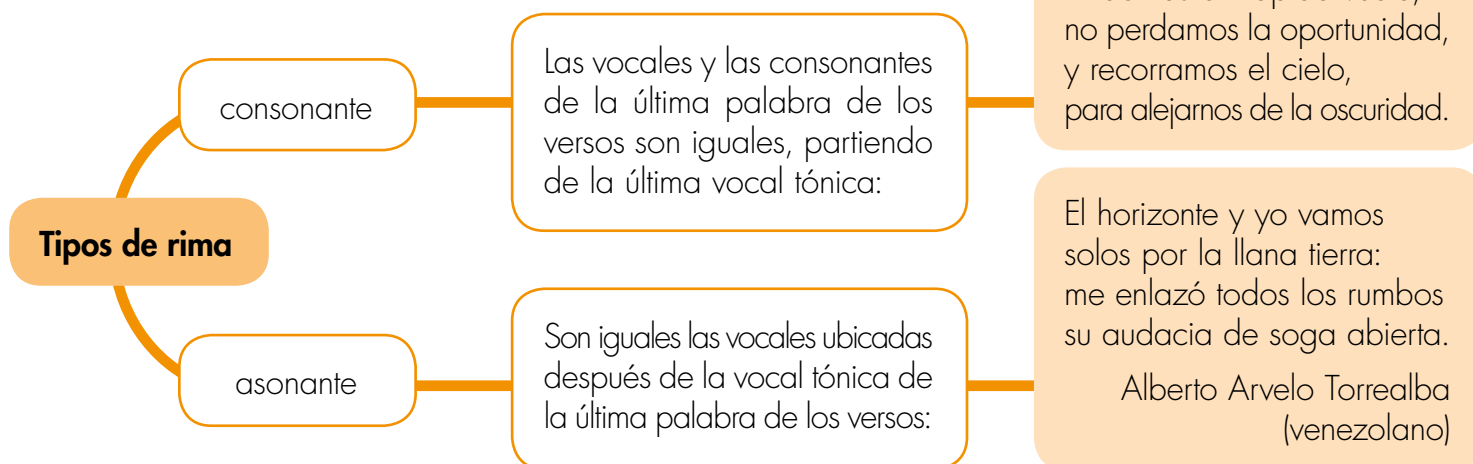 Tipos de rima
consonante
Las vocales y las consonantes
de la última palabra de los
versos son iguales, partiendo
de la última vocal tónica:
no perdamos la oportunidad,
y recorramos el cielo,
para alejarnos de la oscuridad.
asonante
Son iguales las vocales ubicadas
después de la vocal tónica de
la última palabra de los versos:
El horizonte y yo vamos
solos por la llana tierra:
me enlazó todos los rumbos
su audacia de soga abierta.
Alberto Arvelo Torrealba
(venezolano)